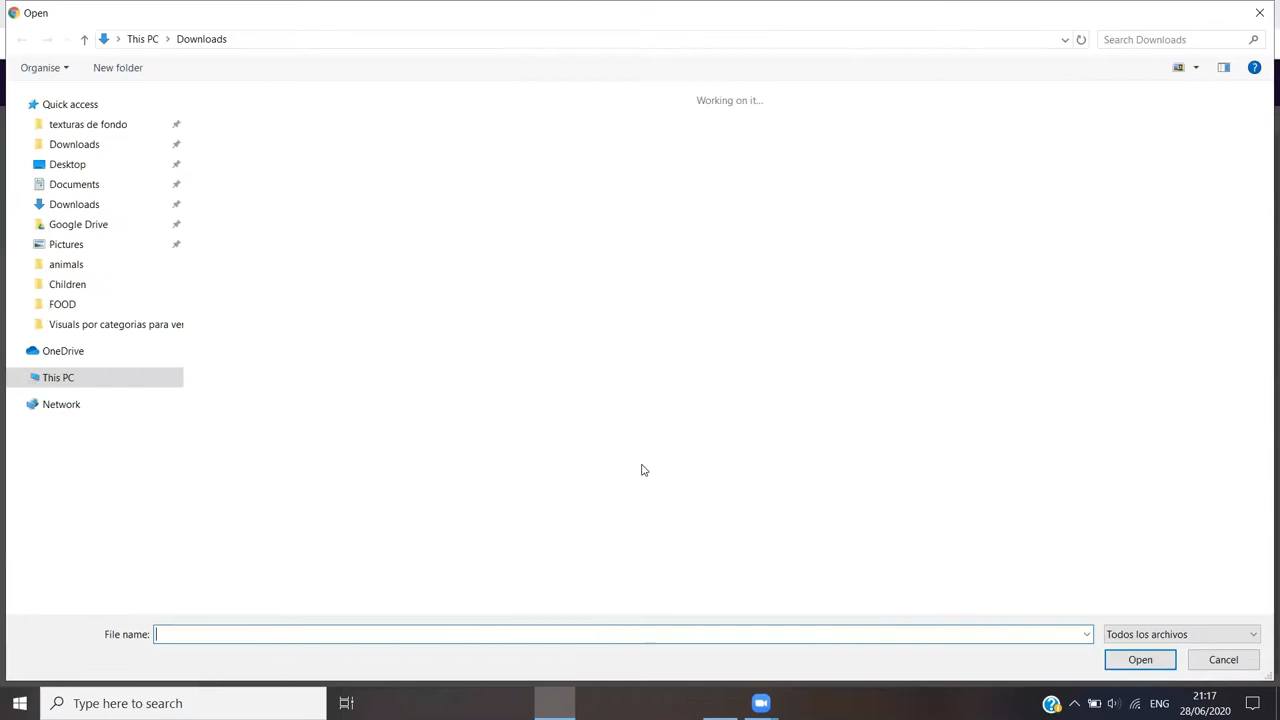 Open
This PC > Downloads
Search Downloads
Organise
New folder
Working on it...
Quick access
texturas de fondo
Downloads
Desktop
Documents
Downloads
Google Drive
Pictures
animals
Children
FOOD
Visuals por categorias para ver
OneDrive
This PC
Network
File name:
Todos los archivos
Open
Cancel
Type here to search
ENG
21:17
28/06/2020